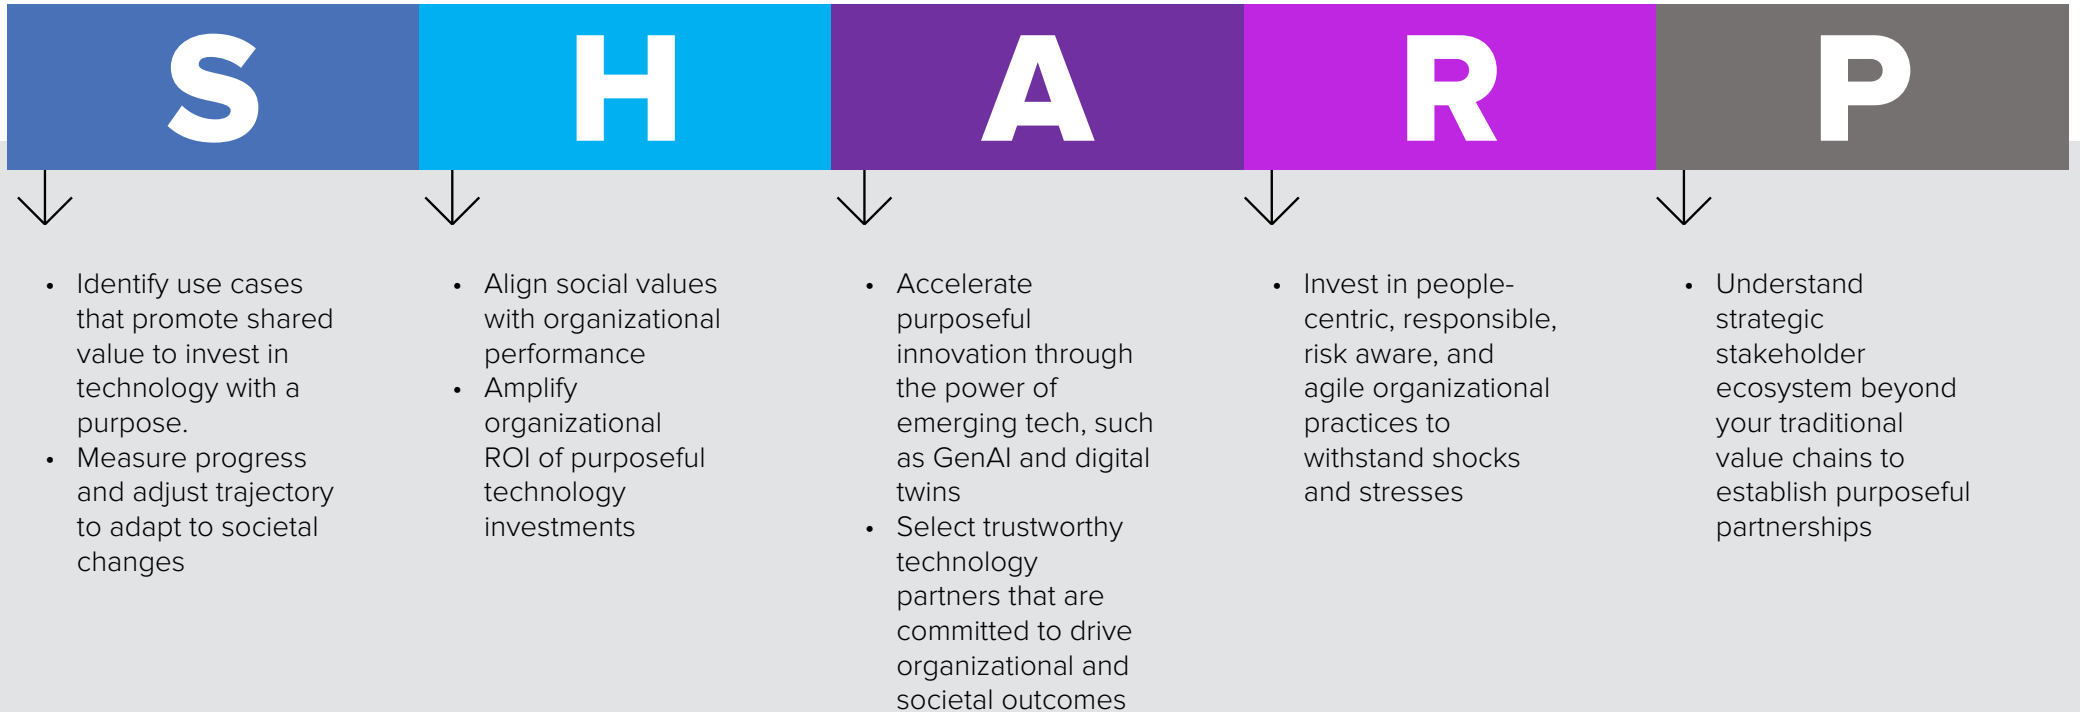 S
H
A
R
P
• Identify use cases
that promote shared
value to invest in
technology with a
purpose.
• Measure progress
and adjust trajectory
to adapt to societal
changes
• Align social values
with organizational
performance
• Amplify
organizational
ROI of purposeful
technology
investments
• Accelerate
purposeful
innovation through
the power of
emerging tech, such
as GenAI and digital
twins
• Select trustworthy
technology
partners that are
committed to drive
organizational and
societal outcomes
• Invest in people-
centric, responsible,
risk aware, and
agile organizational
practices to
withstand shocks
and stresses
• Understand
strategic
stakeholder
ecosystem beyond
your traditional
value chains to
establish purposeful
partnerships